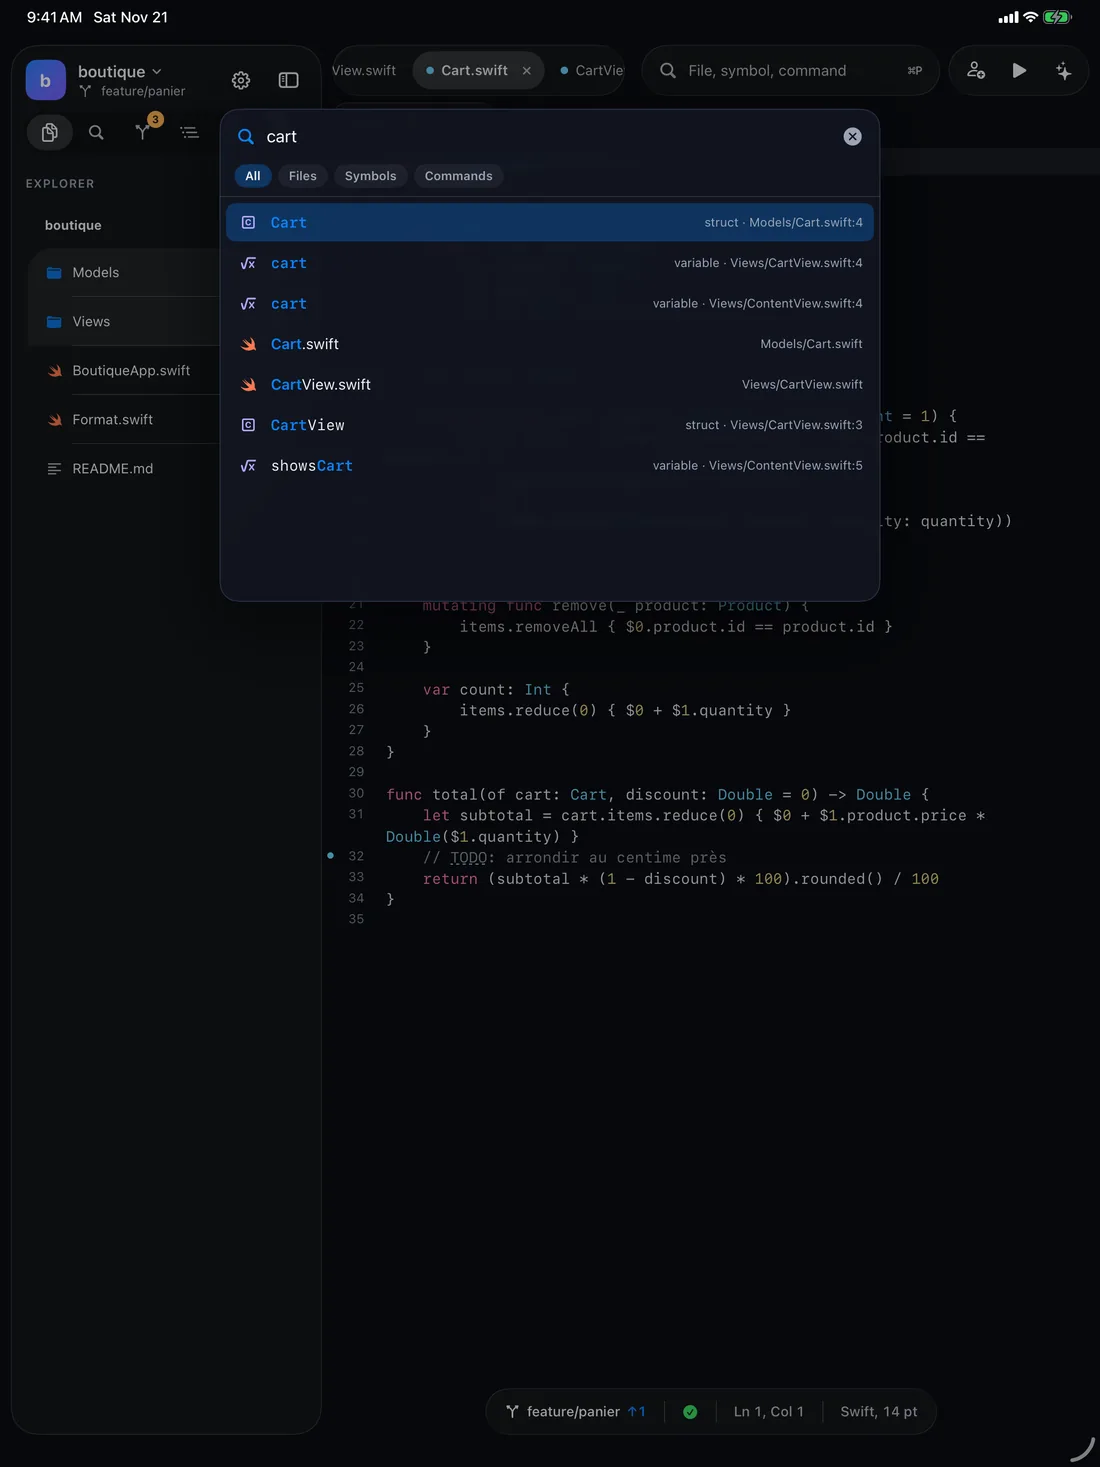 9:41 AM Sat Nov 21
b
boutique
feature/panier
View.swift
Cart.swift
CartVie
File, symbol, command
⌘P
3
cart
All
Files
Symbols
Commands
EXPLORER
boutique
Models
Views
BoutiqueApp.swift
Format.swift
README.md
Cart struct · Models/Cart.swift:4
cart variable · Views/CartView.swift:4
cart variable · Views/ContentView.swift:4
Cart.swift Models/Cart.swift
CartView.swift Views/CartView.swift
CartView struct · Views/CartView.swift:3
showsCart variable · Views/ContentView.swift:5
nt = 1) {
roduct.id ==
ity: quantity))
21 mutating func remove(_ product: Product) {
22 items.removeAll { $0.product.id == product.id }
23 }
24
25 var count: Int {
26 items.reduce(0) { $0 + $1.quantity }
27 }
28 }
29
30 func total(of cart: Cart, discount: Double = 0) -> Double {
31 let subtotal = cart.items.reduce(0) { $0 + $1.product.price *
Double($1.quantity) }
32 // TODO: arrondir au centime près
33 return (subtotal * (1 - discount) * 100).rounded() / 100
34 }
35
feature/panier ↑1
Ln 1, Col 1
Swift, 14 pt